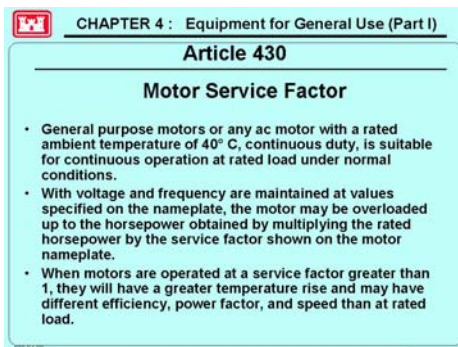 CHAPTER 4 : Equipment for General Use (Part I)
Article 430
Motor Service Factor
• General purpose motors or any ac motor with a rated
ambient temperature of 40° C, continuous duty, is suitable
for continuous operation at rated load under normal
conditions.
• With voltage and frequency are maintained at values
specified on the nameplate, the motor may be overloaded
up to the horsepower obtained by multiplying the rated
horsepower by the service factor shown on the motor
nameplate.
• When motors are operated at a service factor greater than
1, they will have a greater temperature rise and may have
different efficiency, power factor, and speed than at rated
load.